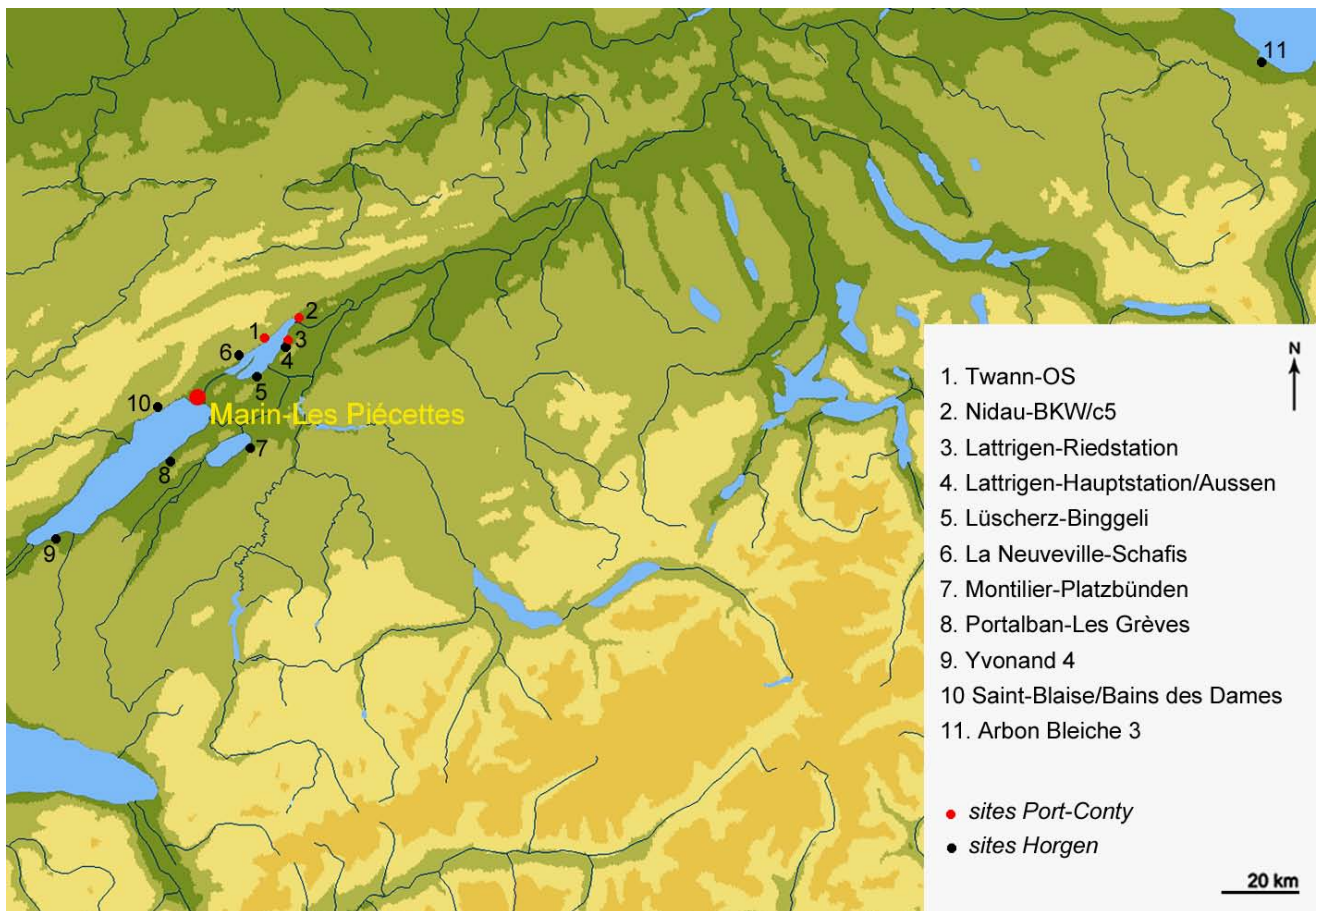 11
2
1
3
6
4
5
10
Marin-Les Piécettes
7
8
9
N
1. Twann-OS
2. Nidau-BKW/c5
3. Lattrigen-Riedstation
4. Lattrigen-Hauptstation/Aussen
5. Lüscherz-Binggeli
6. La Neuveville-Schafis
7. Montilier-Platzbünden
8. Portalban-Les Grèves
9. Yvonand 4
10 Saint-Blaise/Bains des Dames
11. Arbon Bleiche 3
sites Port-Conty
sites Horgen
20 km